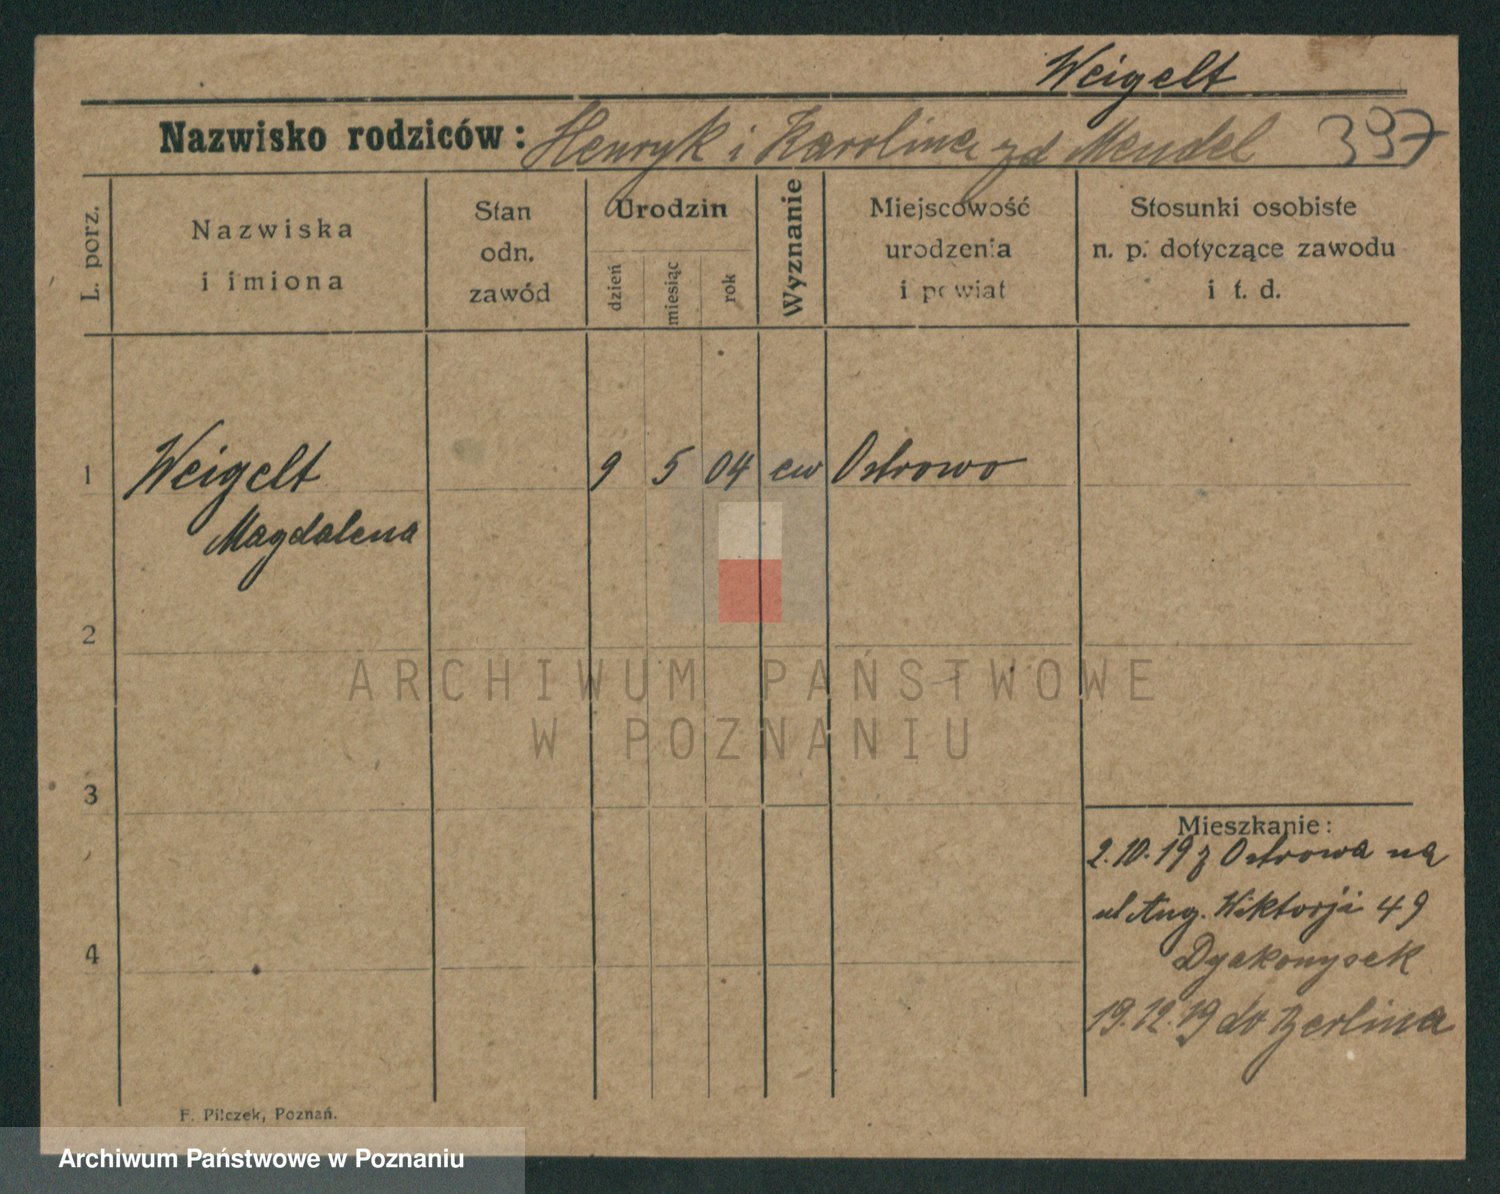 Weigelt
Nazwisko rodziców: Henryk i Karolina zd Mendel 397
L. porz.
Nazwiska i imiona
Stan odn. zawód
Urodzin
dzień
miesiąc
rok
Wyznanie
Miejscowość urodzenia i powiat
Stosunki osobiste n. p. dotyczące zawodu i t. d.
1 Weigelt 9 5 04 ew Ostrowo
Magdalena
2
ARCHIWUM PAŃSTWOWE
W POZNANIU
3
Mieszkanie:
2.10.19 z Ostrowa na
ul Aug. Wiktorji 49
4
Dyakonysek
19.12.19 do Berlina
F. Pilczek, Poznań.
Archiwum Państwowe w Poznaniu